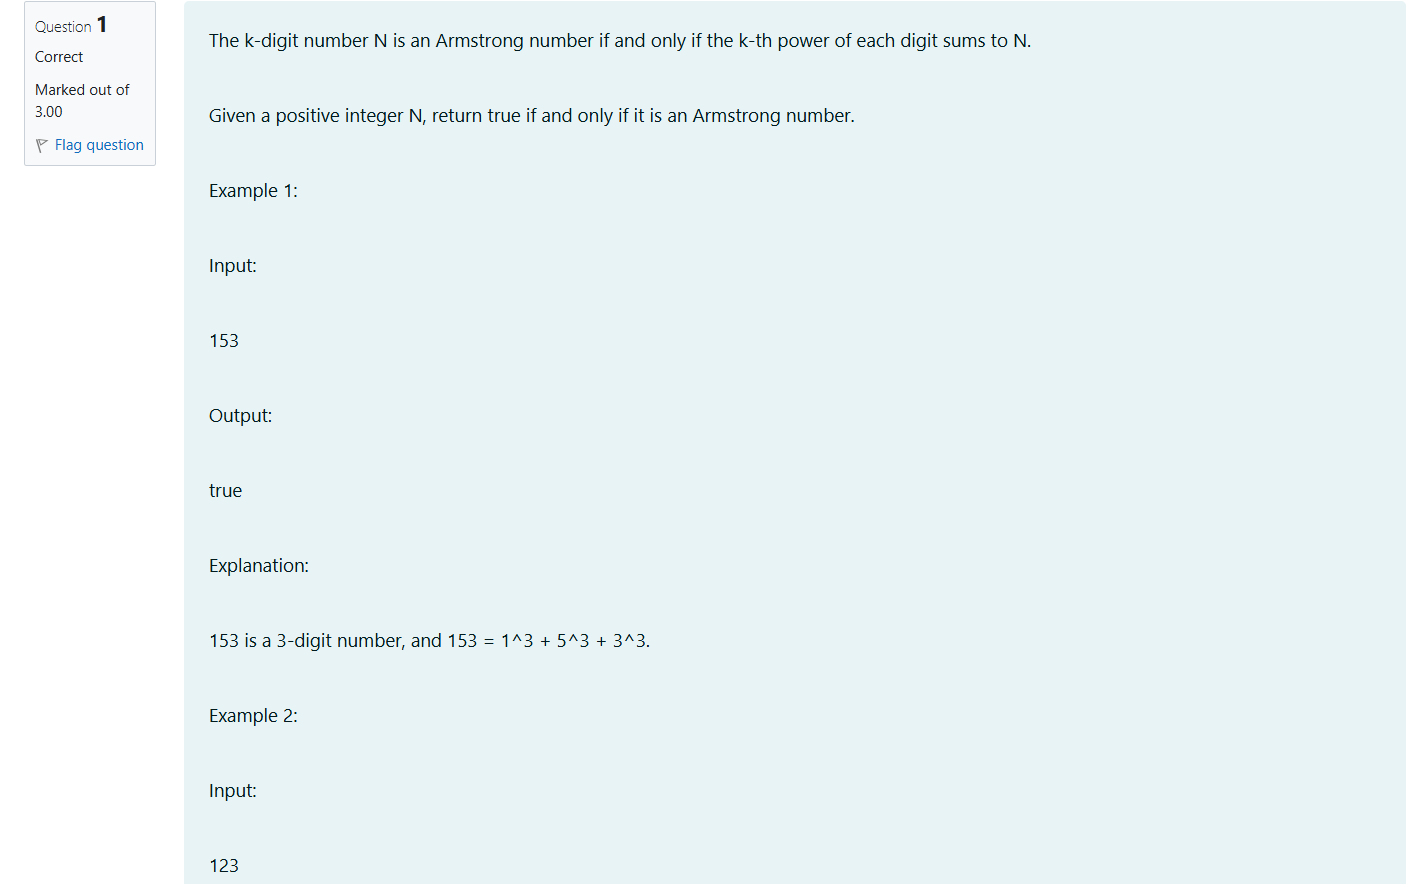 Question 1
Correct
Marked out of
3.00
Flag question
The k-digit number N is an Armstrong number if and only if the k-th power of each digit sums to N.
Given a positive integer N, return true if and only if it is an Armstrong number.
Example 1:
Input:
153
Output:
true
Explanation:
153 is a 3-digit number, and 153 = 1^3 + 5^3 + 3^3.
Example 2:
Input:
123